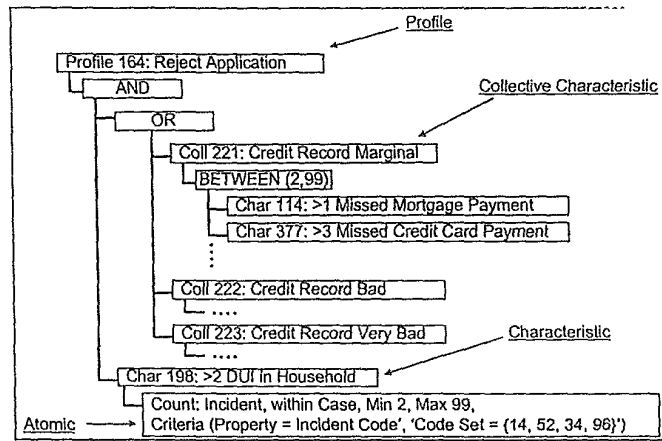 Profile
Profile 164: Reject Application
AND
Collective Characteristic
OR
Coll 221: Credit Record Marginal
BETWEEN (2,99)
Char 114: >1 Missed Mortgage Payment
Char 377: >3 Missed Credit Card Payment
Coll 222: Credit Record Bad
....
Coll 223: Credit Record Very Bad
....
Characteristic
Char 198: >2 DUI in Household
Count: Incident, within Case, Min 2, Max 99,
Atomic
Criteria (Property = Incident Code', 'Code Set = {14, 52, 34, 96}')